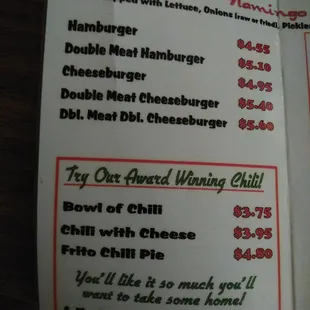 Flamingo
with Lettuce, Onions (raw or fried), Pickles
Hamburger $4.55
Double Meat Hamburger $5.10
Cheeseburger $4.95
Double Meat Cheeseburger $5.40
Dbl. Meat Dbl. Cheeseburger $5.60
Try Our Award Winning Chili!
Bowl of Chili $3.75
Chili with Cheese $3.95
Frito Chili Pie $4.80
You'll like it so much you'll
want to take some home!